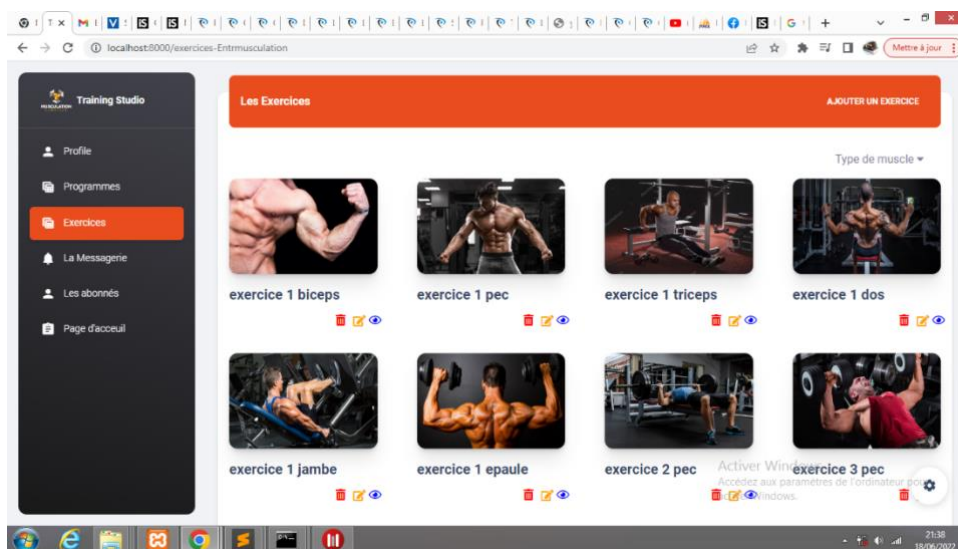 localhost:8000/exercices-Entrmusculation
Mettre à jour
Training Studio
Profile
Programmes
Exercices
La Messagerie
Les abonnés
Page d'acceuil
Les Exercices
AJOUTER UN EXERCICE
Type de muscle
exercice 1 biceps
exercice 1 pec
exercice 1 triceps
exercice 1 dos
exercice 1 jambe
exercice 1 epaule
exercice 2 pec
exercice 3 pec
Activer Windows
Accédez aux paramètres de l'ordinateur pour
Windows.
21:38
18/06/2022